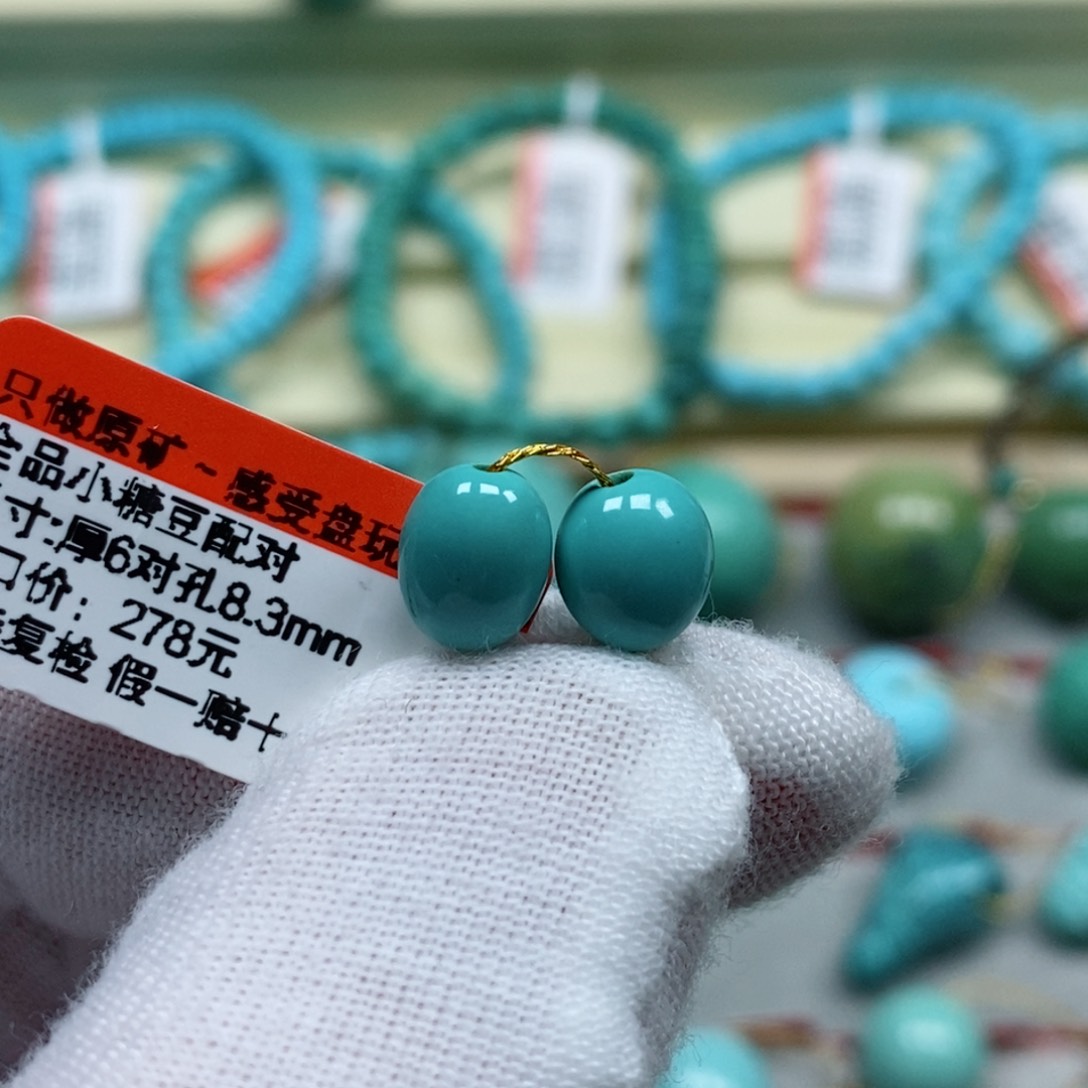 只做原矿～感受盘玩
全品小糖豆配对
寸:厚6对孔8.3mm
口价：278元
复检 假一赔十